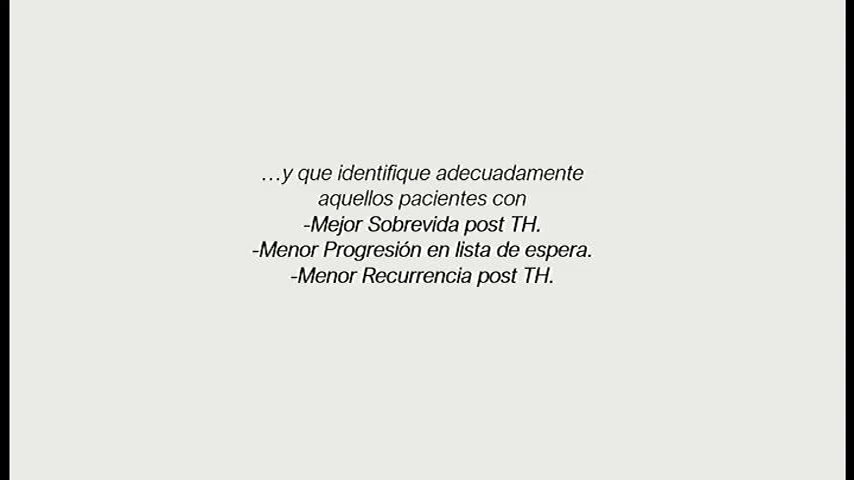 …y que identifique adecuadamente
aquellos pacientes con
-Mejor Sobrevida post TH.
-Menor Progresión en lista de espera.
-Menor Recurrencia post TH.